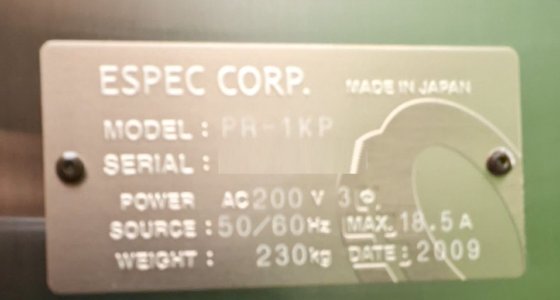 ESPEC CORP. MADE IN JAPAN
MODEL : PR-1KP
SERIAL :
POWER AC200 V 3φ,
SOURCE : 50/60Hz MAX. 18.5A
WEIGHT : 230kg DATE : 2009